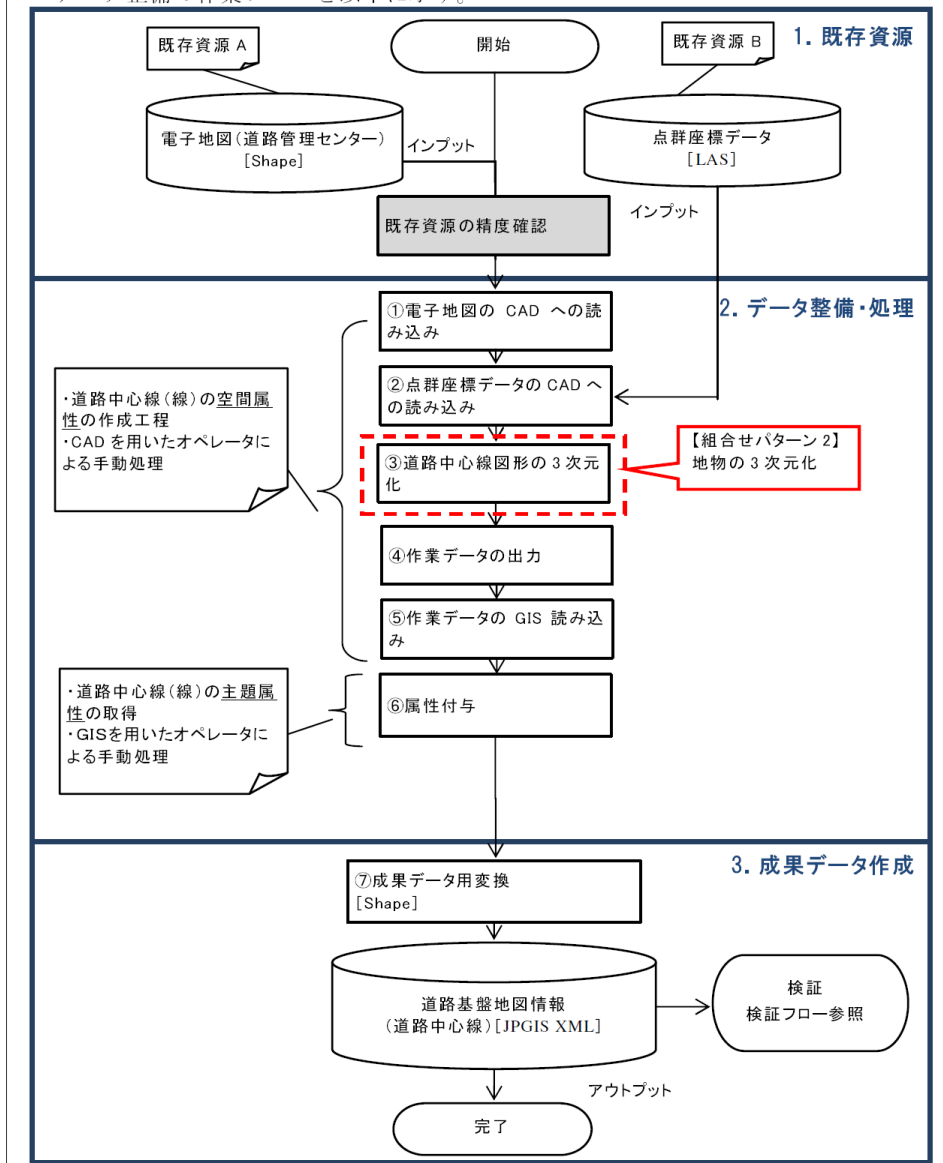 1. 既存資源
既存資源 A
開始
既存資源 B
電子地図(道路管理センター)
[Shape]
インプット
点群座標データ
[LAS]
インプット
既存資源の精度確認
2. データ整備・処理
①電子地図の CAD への読
み込み
②点群座標データの CAD へ
の読み込み
・道路中心線(線)の空間属
性の作成工程
・CAD を用いたオペレータに
よる手動処理
③道路中心線図形の 3 次元
化
【組合せパターン 2】
地物の 3 次元化
④作業データの出力
⑤作業データの GIS 読み込
み
・道路中心線(線)の主題属
性の取得
・GISを用いたオペレータに
よる手動処理
⑥属性付与
3. 成果データ作成
⑦成果データ用変換
[Shape]
道路基盤地図情報
(道路中心線)[JPGIS XML]
検証
検証フロー参照
アウトプット
完了